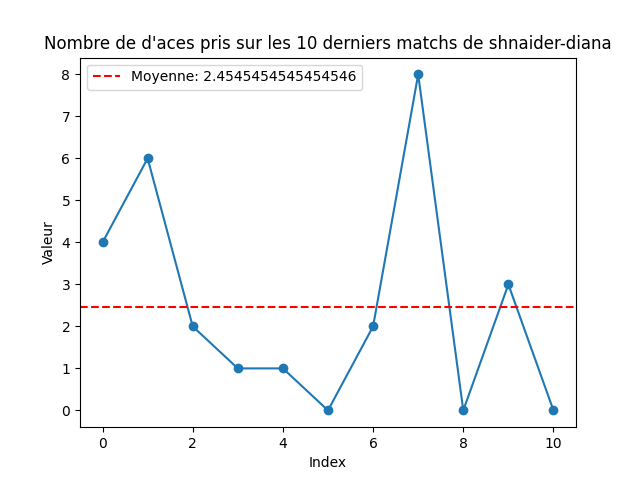 Nombre de d'aces pris sur les 10 derniers matchs de shnaider-diana
Moyenne: 2.4545454545454546
8
7
6
5
4
3
2
1
0
Valeur
0 2 4 6 8 10
Index